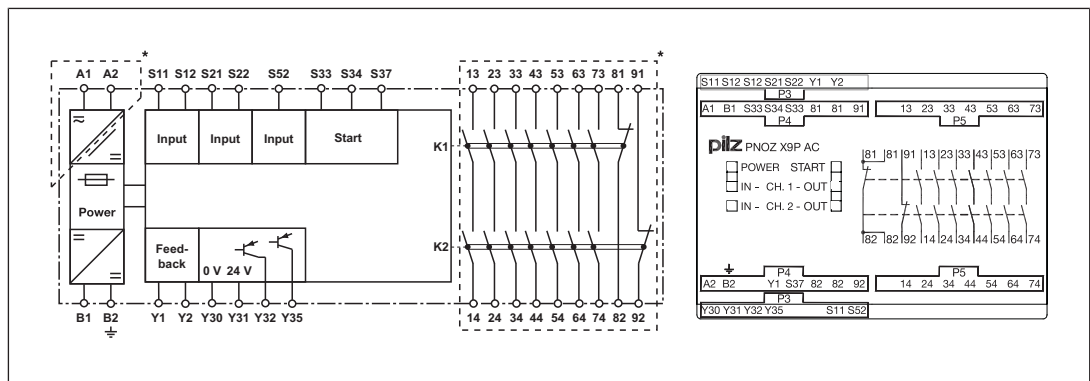 *
*
A1 A2 S11 S12 S21 S22 S52 S33 S34 S37 13 23 33 43 53 63 73 81 91
Input Input Input Start
K1
Power
Feed-
back
0 V 24 V
K2
B1 B2 Y1 Y2 Y30 Y31 Y32 Y35 14 24 34 44 54 64 74 82 92
S11 S12 S12 S21 S22 Y1 Y2
P3
A1 B1 S33 S34 S33 81 81 91 13 23 33 43 53 63 73
P4 P5
pilz PNOZ X9P AC
POWER START
IN - CH. 1 - OUT
IN - CH. 2 - OUT
81 81 91 13 23 33 43 53 63 73
82 82 92 14 24 34 44 54 64 74
P4 P5
A2 B2 Y1 S37 82 82 92 14 24 34 44 54 64 74
P3
Y30 Y31 Y32 Y35 S11 S52